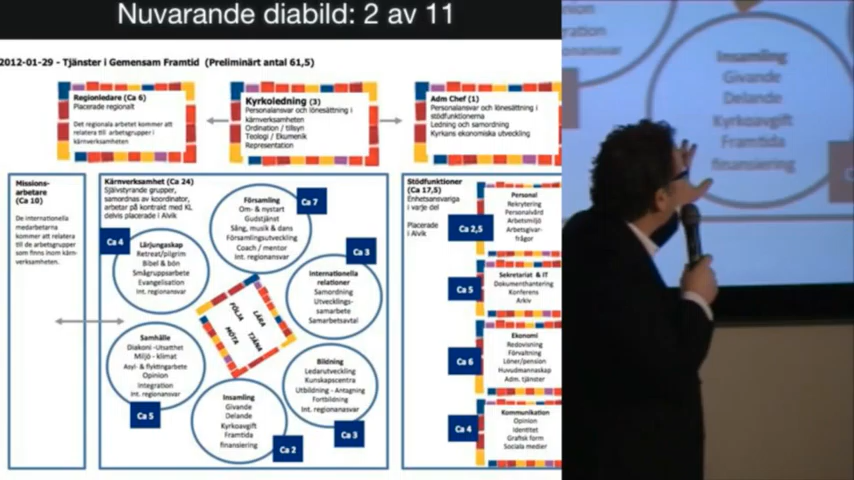 Nuvarande diabild: 2 av 11
2012-01-29 - Tjänster i Gemensam Framtid (Preliminärt antal 61,5)
Regionledare (Ca 6)
Placerade regionalt
Det regionala arbetet kommer att
relatera till arbetsgrupper i
kärnverksamheten
Kyrkoledning (3)
Personalansvar och lönesättning i
kärnverksamheten
Ordination / tillsyn
Teologi / Ekumenik
Representation
Adm Chef (1)
Personalansvar och lönesättning i
stödfunktionerna
Ledning och samordning
Kyrkans ekonomiska utveckling
Missions-
arbetare
(Ca 10)
De internationella
medarbetarna
kommer att relatera
till de arbetsgrupper
som finns inom kärn-
verksamheten.
Kärnverksamhet (Ca 24)
Självstyrande grupper,
samordnas av koordinator,
arbetar på kontrakt med KL
delvis placerade i Alvik
Församling
Om- & nystart
Gudstänst
Sång, musik & dans
Församlingsutveckling
Coach / mentor
int. regionansvar
Ca 7
Ca 4
Lärjungaskap
Retreat/pilgrim
Bibel & bön
Smågruppsarbete
Evangelisation
int. regionansvar
Ca 3
Internationella
relationer
Samordning
Utvecklings-
samarbete
Samarbetsavtal
FÖLJA
LÄRA
MÖTA
TJÄNA
Samhälle
Diakoni -Utsatthet
Miljö - klimat
Asyl- & flyktingarbete
Opinion
Integration
int. regionansvar
Ca 5
Bildning
Ledarutveckling
Kunskapscentra
Utbildning - Antagning
Fortbildning
Int. regionanasvar
Ca 3
Insamling
Givande
Delande
Kyrkoavgift
Framtida
finansiering
Ca 2
Stödfunktioner
(Ca 17,5)
Enhetsansvariga
i varje del
Placerade
i Alvik
Ca 2,5
Personal
Rekrytering
Personalvård
Arbetsmiljö
Arbetsgivar-
frågor
Ca 5
Sekretariat & IT
Dokumenthantering
Konferens
Arkiv
Ca 6
Ekonomi
Redovisning
Förvaltning
Löner/pension
Huvudmannaskap
Adm. tjänster
Ca 4
Kommunikation
Opinion
Identitet
Grafisk form
Sociala medier
Insamling
Givande
Delande
Kyrkoavgift
Framtida
finansiering